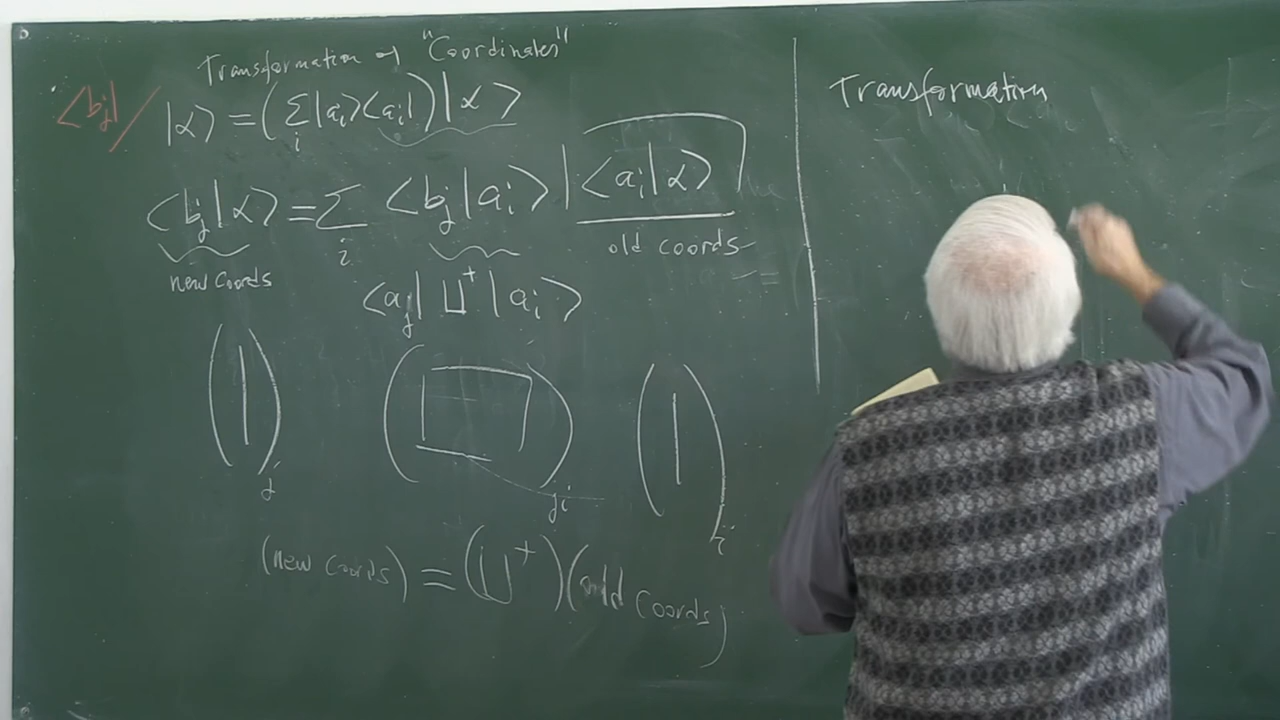 Transformation of "Coordinates"
⟨bj| / |α⟩ = (∑i |ai⟩⟨ai|) |α⟩
⟨bj|α⟩ = ∑i ⟨bj|ai⟩ | ⟨ai|α⟩
new coords old coords
⟨aj| U† |ai⟩
( | )j ( □ )ji ( | )i
(new coords) = (U†)(old coords)
Transformation